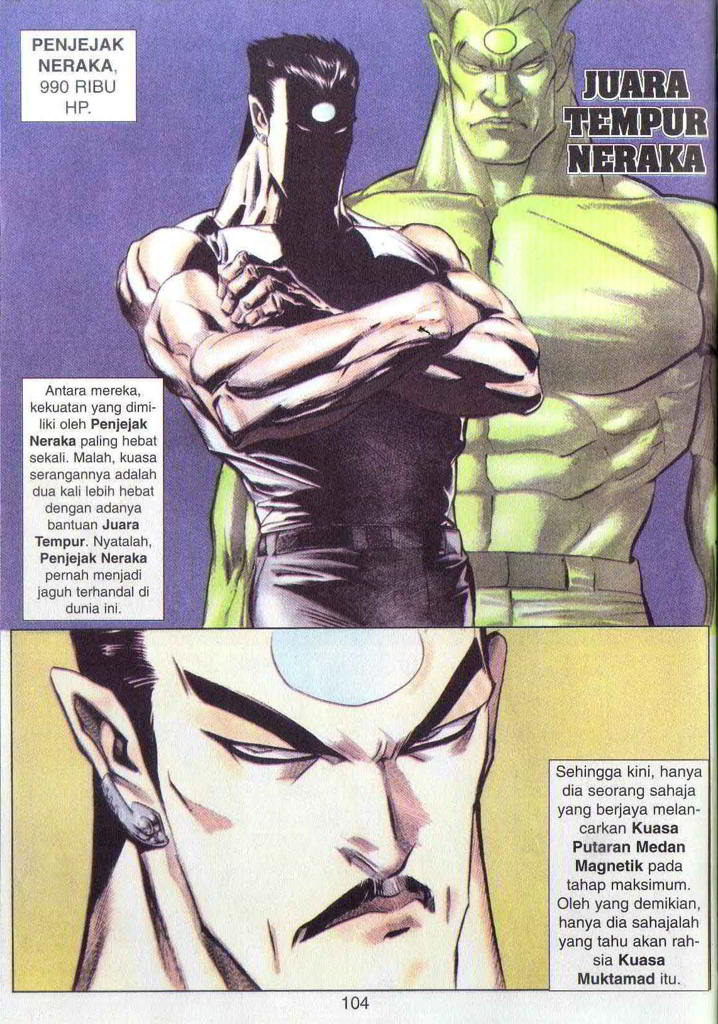 PENJEJAK
NERAKA,
990 RIBU
HP.
JUARA
TEMPUR
NERAKA
Antara mereka,
kekuatan yang dimi-
liki oleh Penjejak
Neraka paling hebat
sekali. Malah, kuasa
serangannya adalah
dua kali lebih hebat
dengan adanya
bantuan Juara
Tempur. Nyatalah,
Penjejak Neraka
pernah menjadi
jaguh terhandal di
dunia ini.
Sehingga kini, hanya
dia seorang sahaja
yang berjaya melan-
carkan Kuasa
Putaran Medan
Magnetik pada
tahap maksimum.
Oleh yang demikian,
hanya dia sahajalah
yang tahu akan rah-
sia Kuasa
Muktamad itu.
104